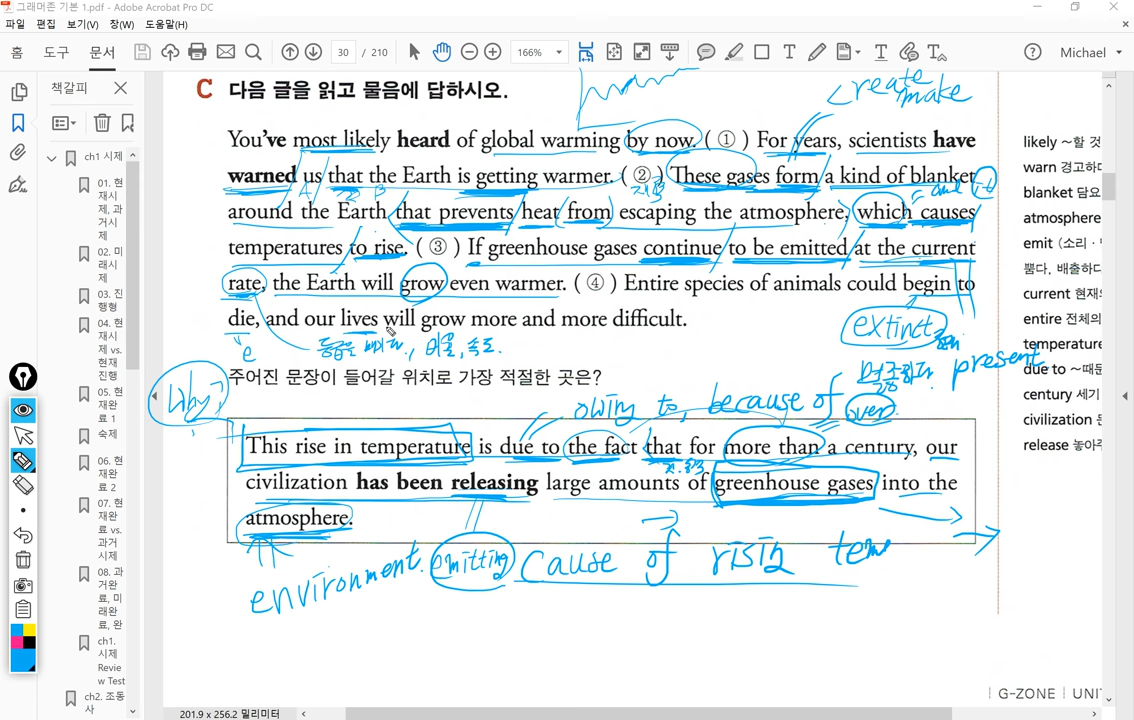 그래머존 기본 1.pdf - Adobe Acrobat Pro DC
파일 편집 보기(V) 창(W) 도움말(H)
홈 도구 문서 30 / 210 166% Michael
책갈피
ch1 시제
01. 현재시제, 과거시제
02. 미래시제
03. 진행형
04. 현재시제 vs. 현재진행
05. 현재완료 1
숙제
06. 현재완료 2
07. 현재완료 vs. 과거시제
08. 과거완료, 미래완료, 완
ch1. 시제 Review Test
ch2. 조동사
C 다음 글을 읽고 물음에 답하시오.
create
make
You've most likely heard of global warming by now. ( ① ) For years, scientists have
warned us that the Earth is getting warmer. ( ② ) These gases form a kind of blanket
A B and it
around the Earth that prevents heat from escaping the atmosphere, which causes
temperatures to rise. ( ③ ) If greenhouse gases continue to be emitted at the current
rate, the Earth will grow even warmer. ( ④ ) Entire species of animals could begin to
die, and our lives will grow more and more difficult.
extinct
e
present
주어진 문장이 들어갈 위치로 가장 적절한 곳은?
Why?
owing to, because of
over
This rise in temperature is due to the fact that for more than a century, our
civilization has been releasing large amounts of greenhouse gases into the
atmosphere.
environment. emitting cause of rising tem
likely ~할 것
warn 경고하다
blanket 담요
atmosphere
emit (소리·빛
뿜다, 배출하다
current 현재의
entire 전체의
temperature
due to ~때문
century 세기
civilization 문
release 놓아주
G-ZONE UNI
201.9 x 256.2 밀리미터